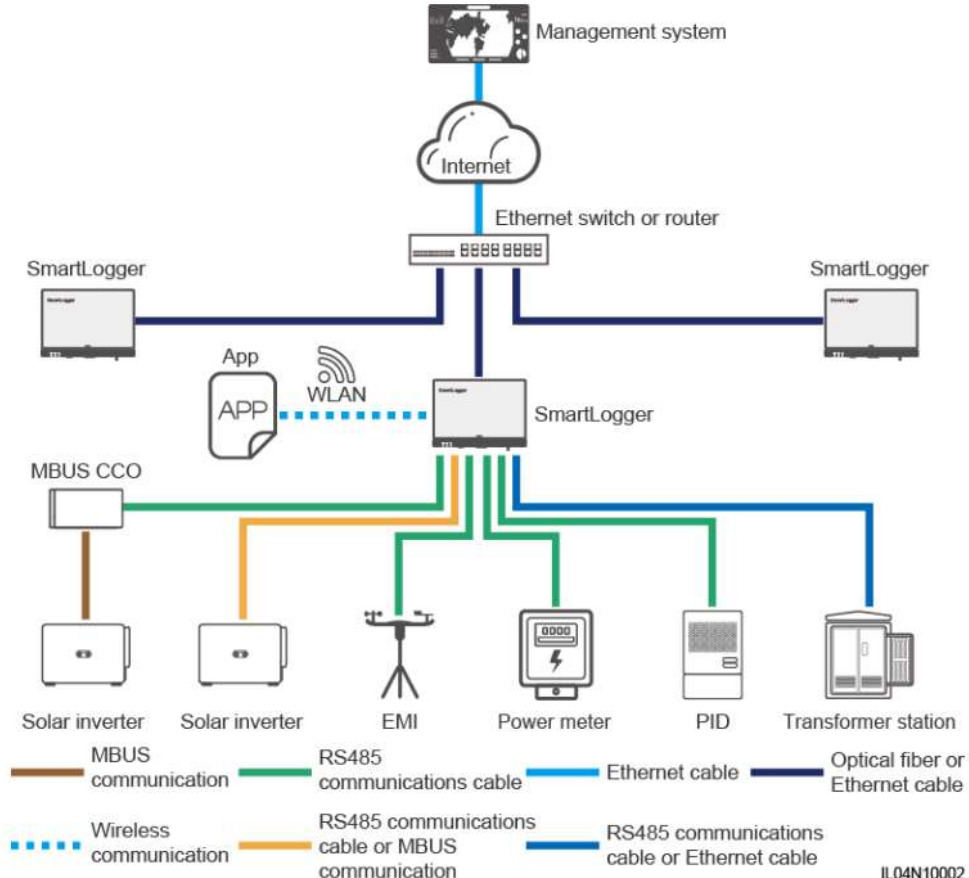 Management system
Internet
Ethernet switch or router
SmartLogger
SmartLogger
App
WLAN
APP
SmartLogger
MBUS CCO
Solar inverter
Solar inverter
EMI
Power meter
PID
Transformer station
MBUS
communication
RS485
communications cable
Ethernet cable
Optical fiber or
Ethernet cable
Wireless
communication
RS485 communications
cable or MBUS
communication
RS485 communications
cable or Ethernet cable
IL04N10002